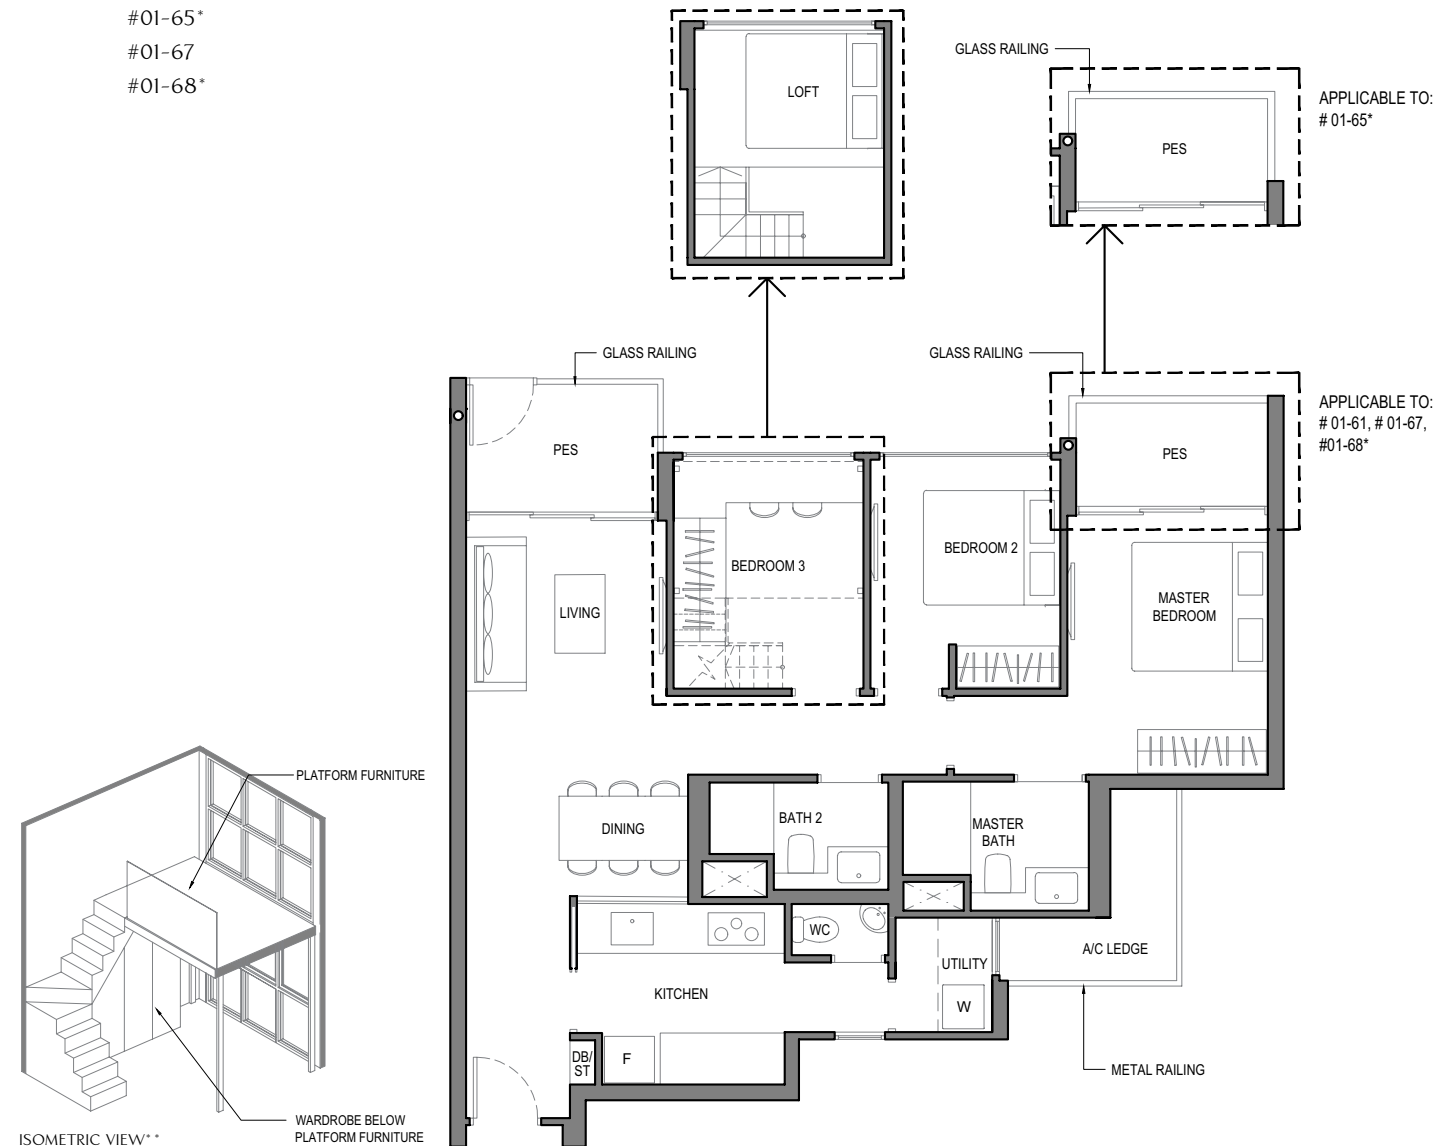 #01-65*
#01-67
#01-68*
LOFT
GLASS RAILING
PES
APPLICABLE TO:
# 01-65*
GLASS RAILING
GLASS RAILING
PES
PES
APPLICABLE TO:
# 01-61, # 01-67,
#01-68*
BEDROOM 3
BEDROOM 2
LIVING
MASTER
BEDROOM
PLATFORM FURNITURE
DINING
BATH 2
MASTER
BATH
WC
UTILITY
A/C LEDGE
KITCHEN
W
DB/
ST
F
METAL RAILING
WARDROBE BELOW
PLATFORM FURNITURE
ISOMETRIC VIEW**